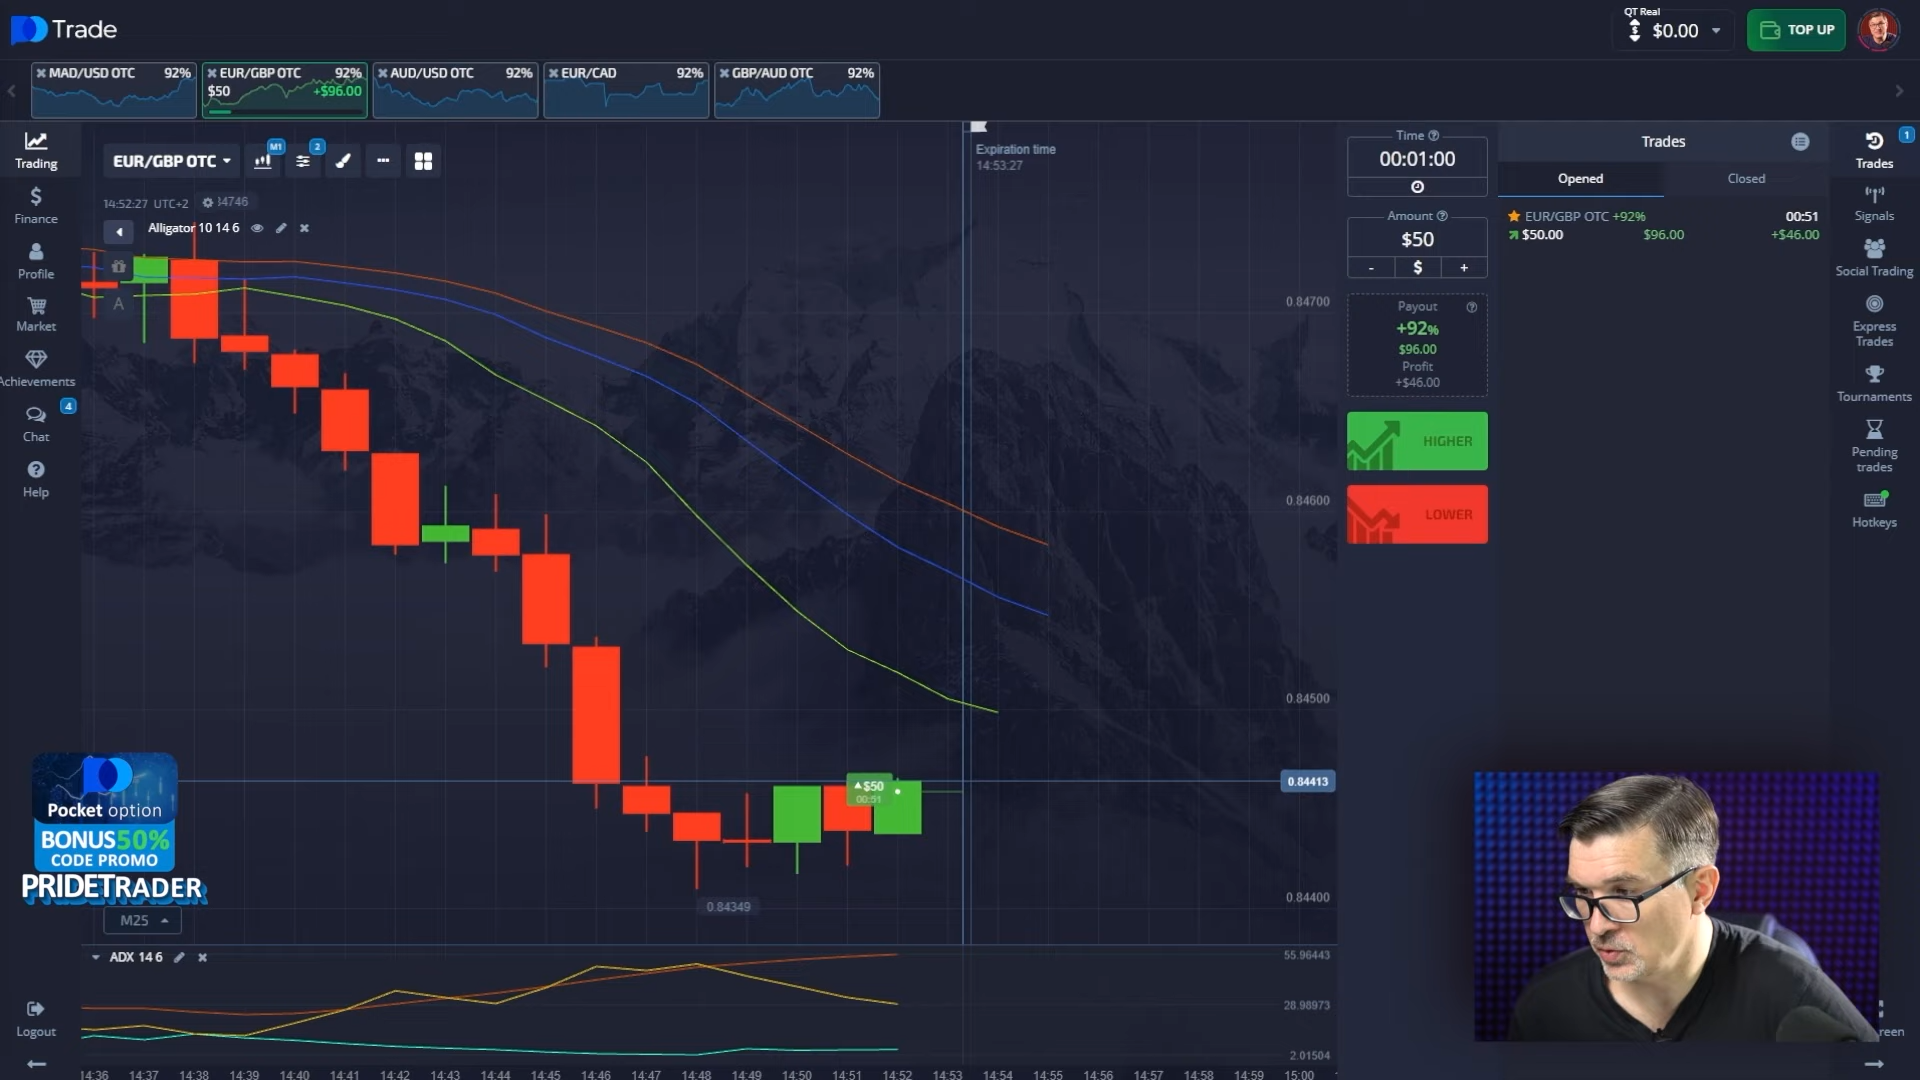 Trade
QT Real
$0.00
TOP UP
MAD/USD OTC 92%
EUR/GBP OTC 92%
$50 +$96.00
AUD/USD OTC 92%
EUR/CAD 92%
GBP/AUD OTC 92%
Trading
Finance
Profile
Market
Achievements
4
Chat
Help
Logout
EUR/GBP OTC
M1
2
14:52:27 UTC+2
34746
Alligator 10 14 6
A
Expiration time
14:53:27
0.84700
0.84600
0.84500
0.84413
0.84400
$50
00:51
0.84349
Pocket option
BONUS 50%
CODE PROMO
PRIDETRADER
M25
ADX 14 6
55.96443
28.98973
2.01504
14:36 14:37 14:38 14:39 14:40 14:41 14:42 14:43 14:44 14:45 14:46 14:47 14:48 14:49 14:50 14:51 14:52 14:53 14:54 14:55 14:56 14:57 14:58 14:59 15:00
Time
00:01:00
Amount
$50
- $ +
Payout
+92%
$96.00
Profit
+$46.00
HIGHER
LOWER
Trades
Opened Closed
EUR/GBP OTC +92% 00:51
$50.00 $96.00 +$46.00
1
Trades
Signals
Social Trading
Express
Trades
Tournaments
Pending
trades
Hotkeys